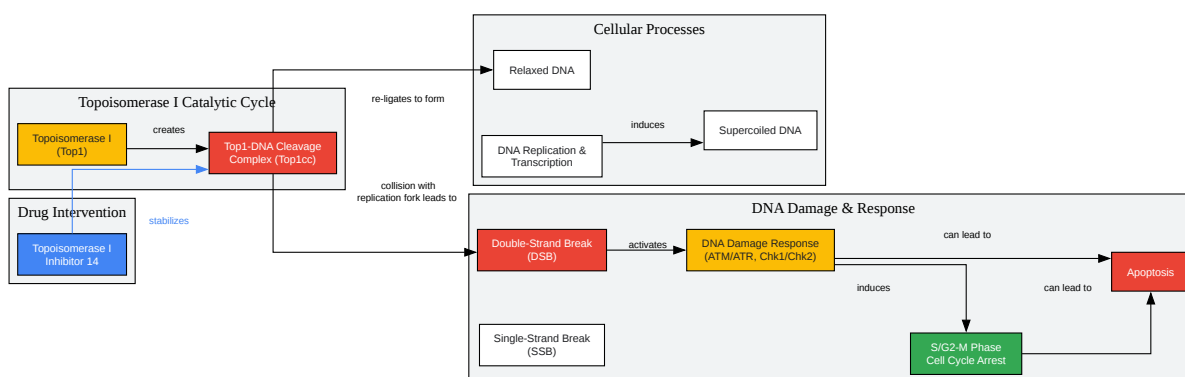 Cellular Processes
Relaxed DNA
re-ligates to form
induces
Supercoiled DNA
DNA Replication &
Transcription
Topoisomerase I Catalytic Cycle
Topoisomerase I
(Top1)
creates
Top1-DNA Cleavage
Complex (Top1cc)
collision with
replication fork leads to
Drug Intervention
stabilizes
Topoisomerase I
Inhibitor 14
DNA Damage & Response
Double-Strand Break
(DSB)
activates
DNA Damage Response
(ATM/ATR, Chk1/Chk2)
can lead to
Apoptosis
induces
can lead to
Single-Strand Break
(SSB)
S/G2-M Phase
Cell Cycle Arrest